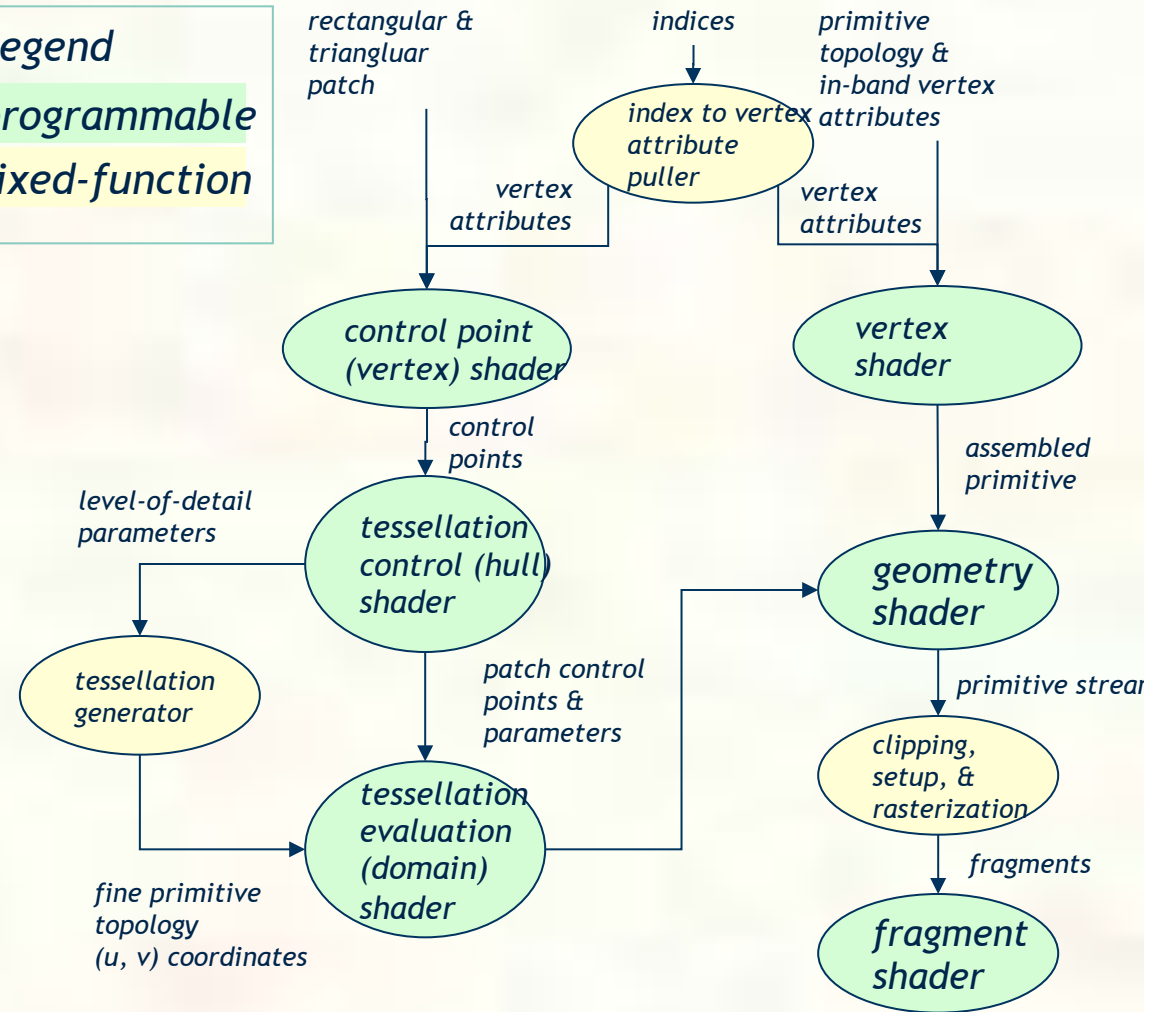 egend
rogrammable
ixed-function
rectangular &
triangluar
patch
indices
primitive
topology &
in-band vertex
attributes
index to vertex
attribute
puller
vertex
attributes
vertex
attributes
control point
(vertex) shader
vertex
shader
control
points
assembled
primitive
level-of-detail
parameters
tessellation
control (hull)
shader
geometry
shader
tessellation
generator
patch control
points &
parameters
primitive strear
clipping,
setup, &
rasterization
tessellation
evaluation
(domain)
shader
fragments
fine primitive
topology
(u, v) coordinates
fragment
shader